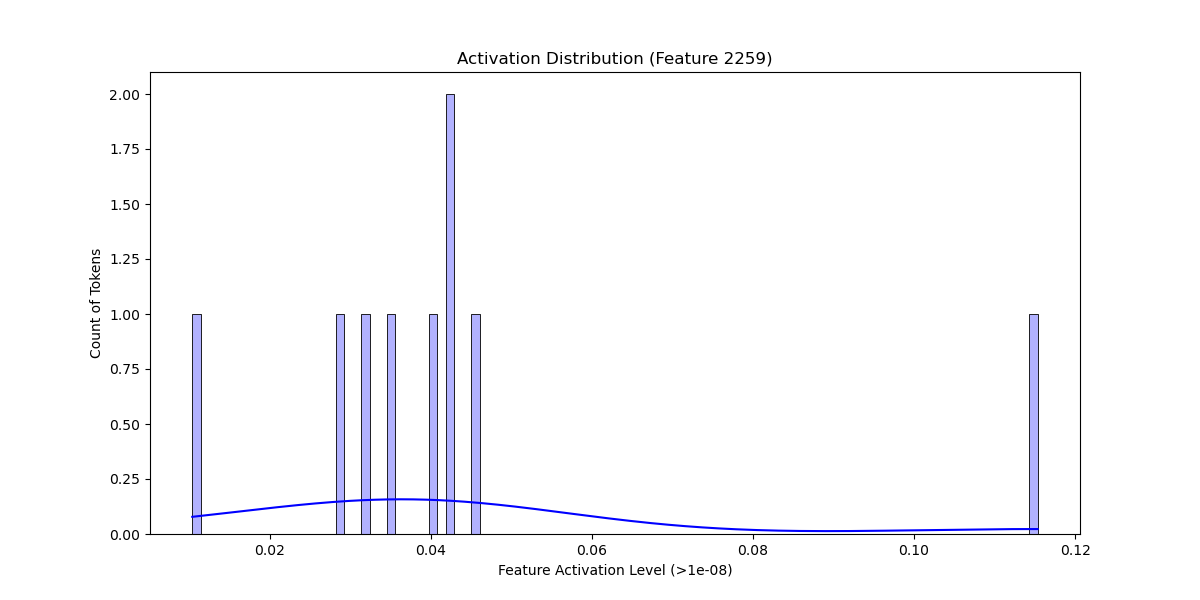 Activation Distribution (Feature 2259)
Count of Tokens
2.00
1.75
1.50
1.25
1.00
0.75
0.50
0.25
0.00
0.02 0.04 0.06 0.08 0.10 0.12
Feature Activation Level (>1e-08)